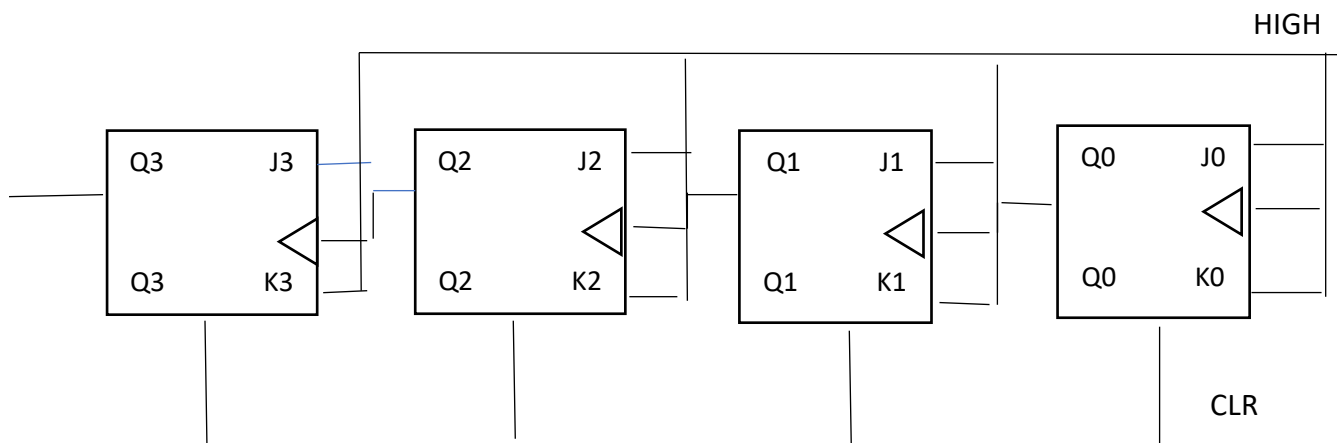 HIGH
Q3 J3 Q2 J2 Q1 J1 Q0 J0
Q3 K3 Q2 K2 Q1 K1 Q0 K0
CLR